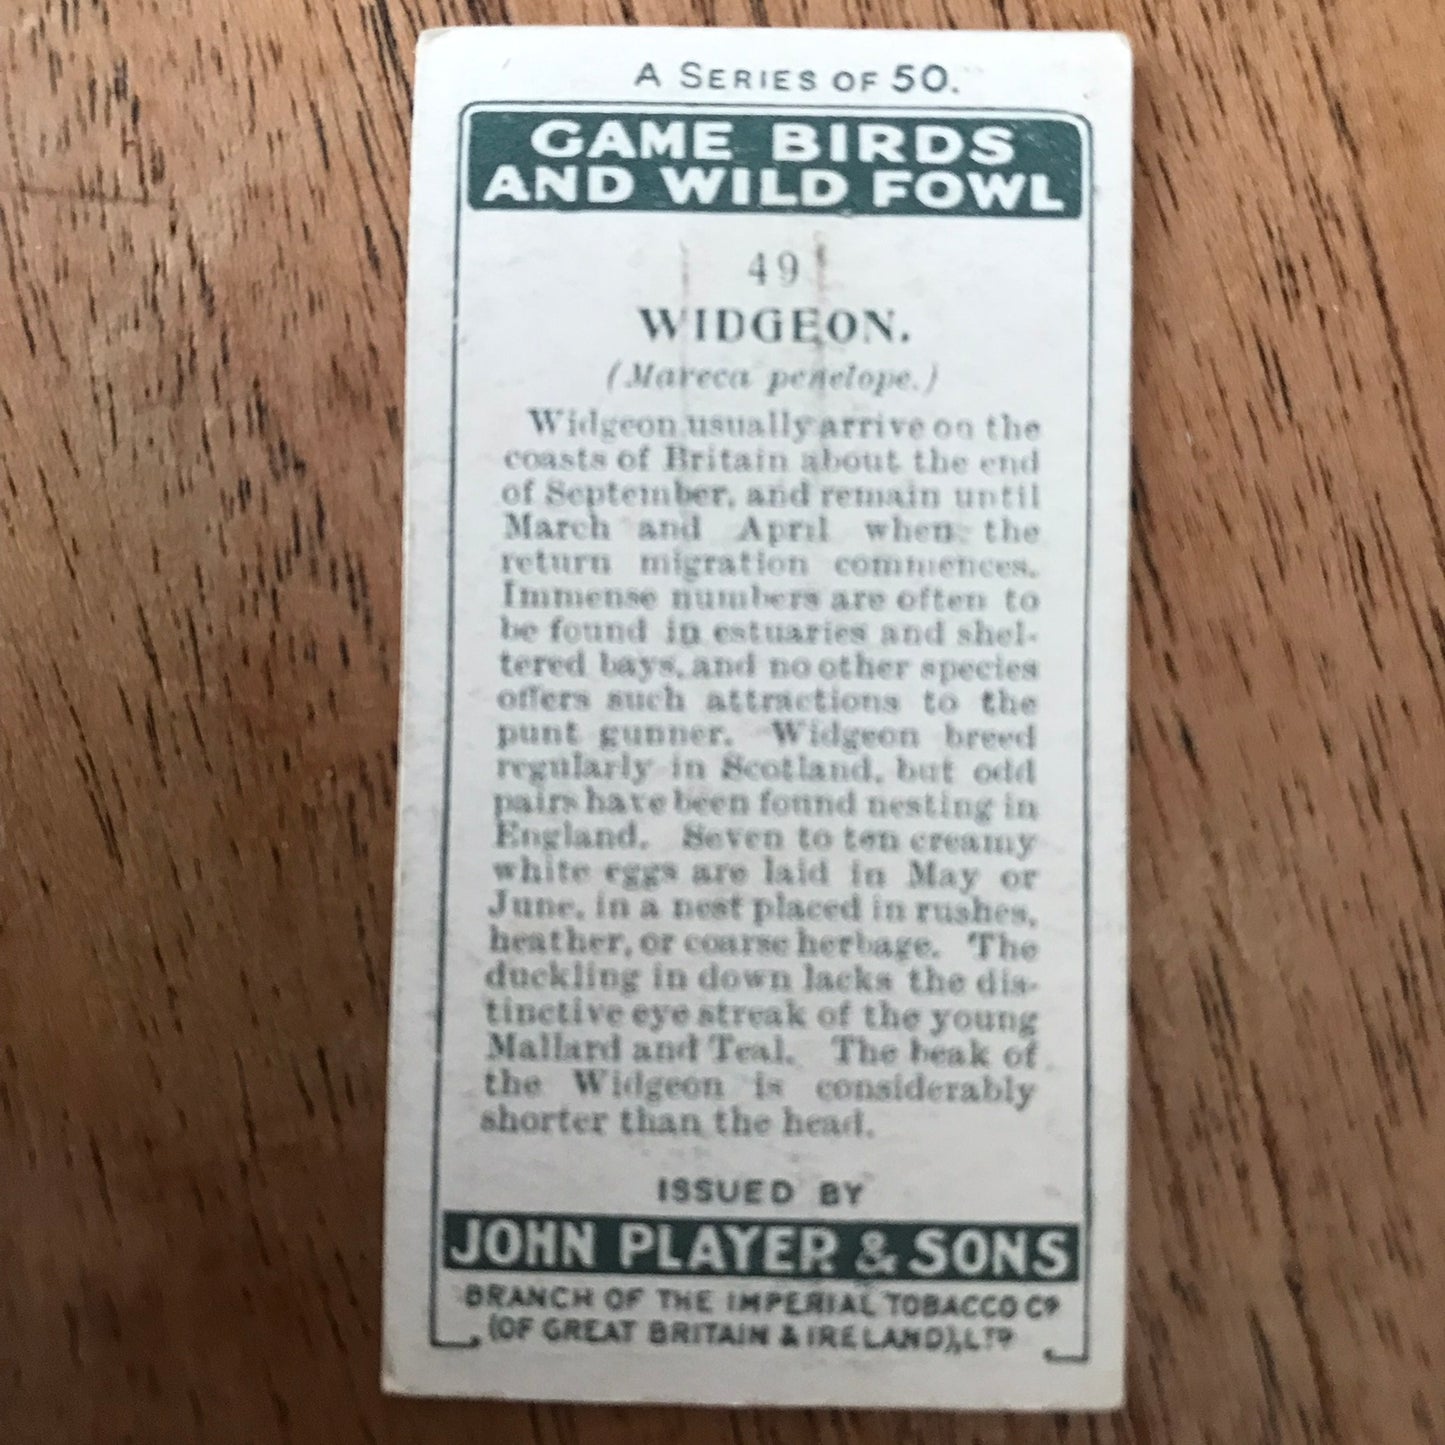 A SERIES OF 50.
GAME BIRDS
AND WILD FOWL
49
WIDGEON.
(Mareca penelope.)
Widgeon usually arrive on the
coasts of Britain about the end
of September, and remain until
March and April when the
return migration commences.
Immense numbers are often to
be found in estuaries and shel-
tered bays, and no other species
offers such attractions to the
punt gunner. Widgeon breed
regularly in Scotland, but odd
pairs have been found nesting in
England. Seven to ten creamy
white eggs are laid in May or
June, in a nest placed in rushes,
heather, or coarse herbage. The
duckling in down lacks the dis-
tinctive eye streak of the young
Mallard and Teal. The beak of
the Widgeon is considerably
shorter than the head.
ISSUED BY
JOHN PLAYER & SONS
BRANCH OF THE IMPERIAL TOBACCO CO
(OF GREAT BRITAIN & IRELAND), LTD